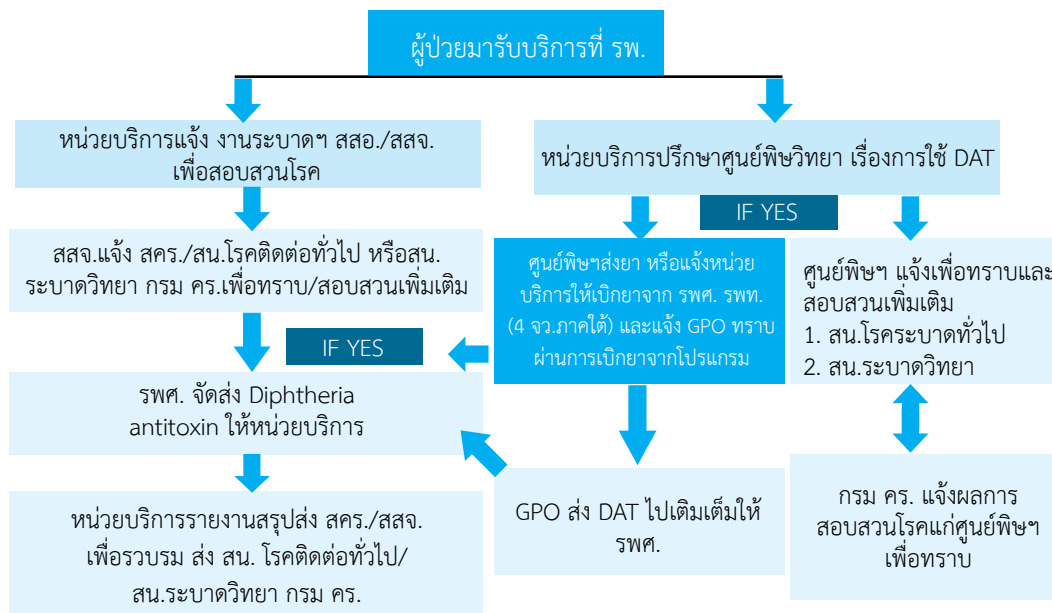 ผู้ป่วยมารับบริการที่ รพ.
หน่วยบริการแจ้ง งานระบาดฯ สสอ./สสจ.
เพื่อสอบสวนโรค
หน่วยบริการปรึกษาศูนย์พิษวิทยา เรื่องการใช้ DAT
IF YES
สสจ.แจ้ง สคร./สน.โรคติดต่อทั่วไป หรือสน.
ระบาดวิทยา กรม คร.เพื่อทราบ/สอบสวนเพิ่มเติม
ศูนย์พิษฯส่งยา หรือแจ้งหน่วย
บริการให้เบิกยาจาก รพศ. รพท.
(4 จว.ภาคใต้) และแจ้ง GPO ทราบ
ผ่านการเบิกยาจากโปรแกรม
ศูนย์พิษฯ แจ้งเพื่อทราบและ
สอบสวนเพิ่มเติม
1. สน.โรคระบาดทั่วไป
2. สน.ระบาดวิทยา
IF YES
รพศ. จัดส่ง Diphtheria
antitoxin ให้หน่วยบริการ
หน่วยบริการรายงานสรุปส่ง สคร./สสจ.
เพื่อรวบรม ส่ง สน. โรคติดต่อทั่วไป/
สน.ระบาดวิทยา กรม คร.
GPO ส่ง DAT ไปเติมเต็มให้
รพศ.
กรม คร. แจ้งผลการ
สอบสวนโรคแก่ศูนย์พิษฯ
เพื่อทราบ